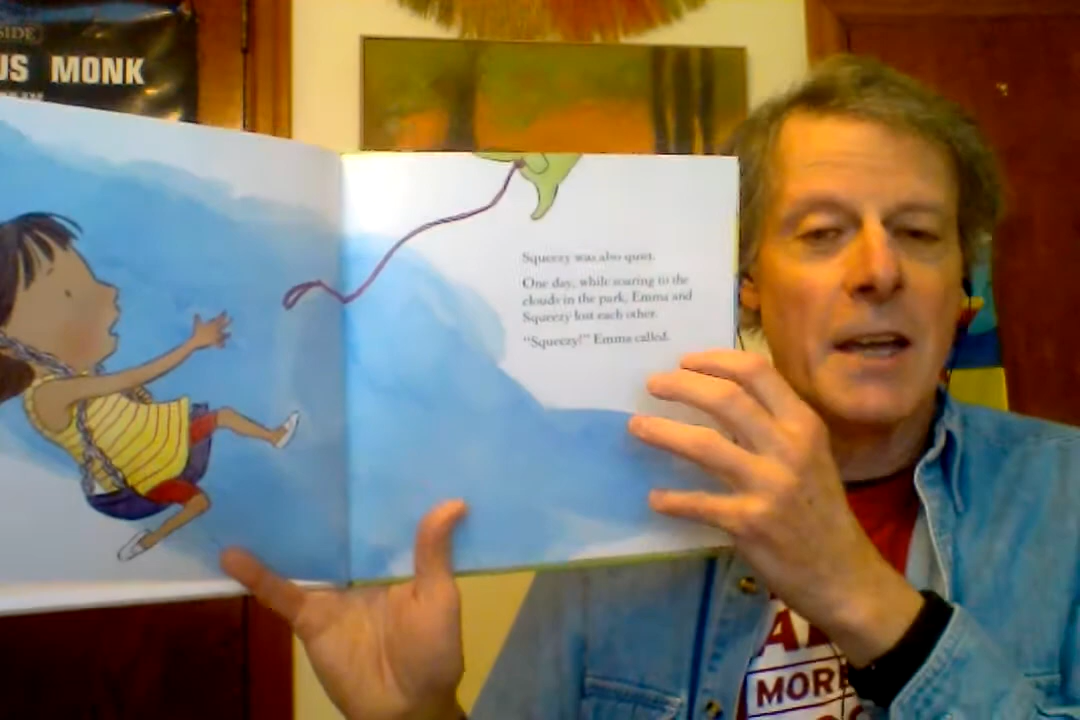 SIDE
US MONK
Squeezy was also quiet.
One day, while soaring to the
clouds in the park, Emma and
Squeezy lost each other.
"Squeezy!" Emma called.
MORE